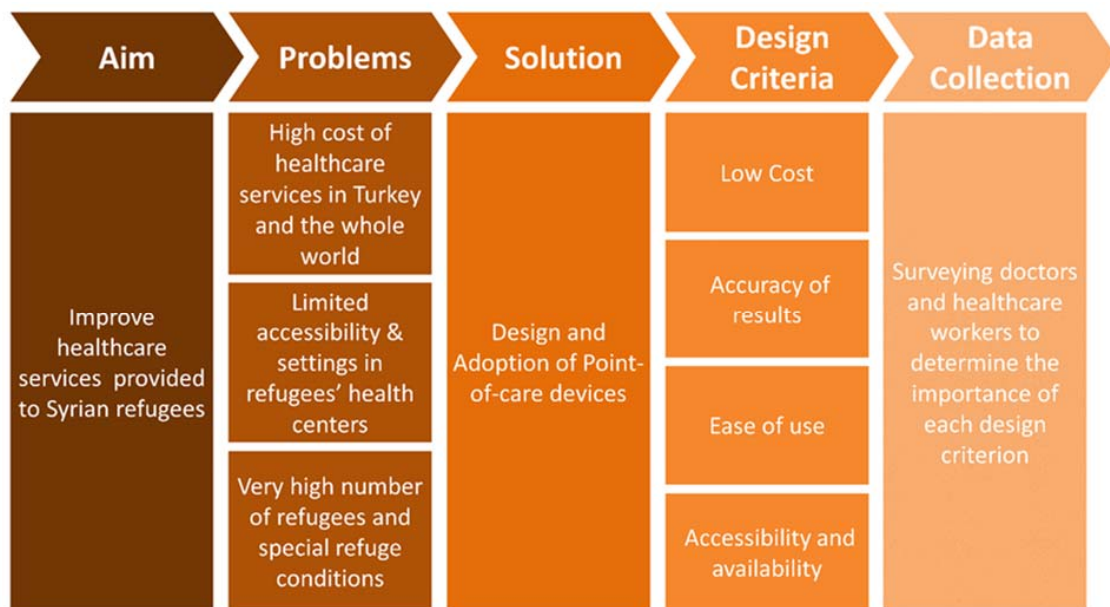 Aim
Problems
Solution
Design
Criteria
Data
Collection
Improve
healthcare
services provided
to Syrian refugees
High cost of
healthcare
services in Turkey
and the whole
world
Limited
accessibility &
settings in
refugees’ health
centers
Very high number
of refugees and
special refuge
conditions
Design and
Adoption of Point-
of-care devices
Low Cost
Accuracy of
results
Ease of use
Accessibility and
availability
Surveying doctors
and healthcare
workers to
determine the
importance of
each design
criterion